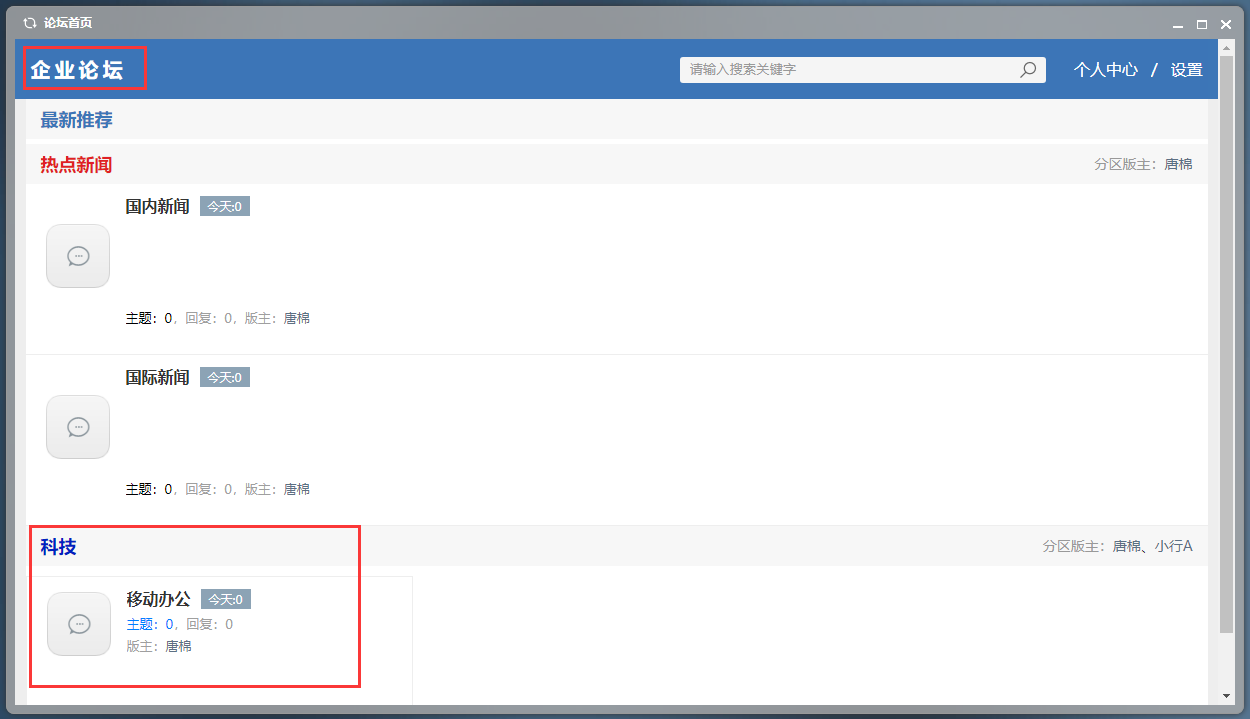 论坛首页
企业论坛
请输入搜索关键字
个人中心 / 设置
最新推荐
热点新闻
分区版主：唐棉
国内新闻 今天:0
主题：0，回复：0，版主：唐棉
国际新闻 今天:0
主题：0，回复：0，版主：唐棉
科技
分区版主：唐棉、小行A
移动办公 今天:0
主题：0，回复：0
版主：唐棉